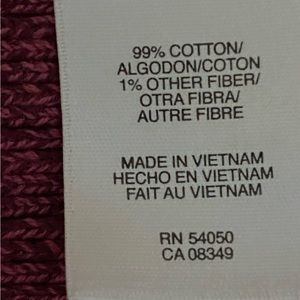 99% COTTON/
ALGODON/COTON
1% OTHER FIBER/
OTRA FIBRA/
AUTRE FIBRE
MADE IN VIETNAM
HECHO EN VIETNAM
FAIT AU VIETNAM
RN 54050
CA 08349